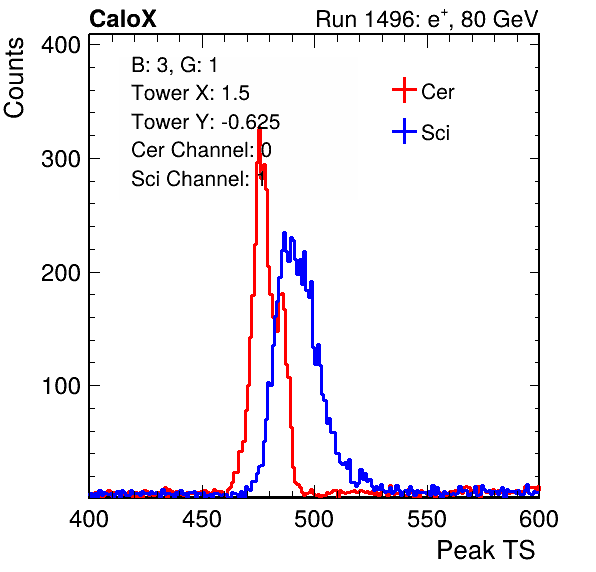 CaloX Run 1496: e+, 80 GeV
Counts
400
300
200
100
B: 3, G: 1
Tower X: 1.5
Tower Y: -0.625
Cer Channel: 0
Sci Channel: 1
Cer
Sci
400 450 500 550 600
Peak TS